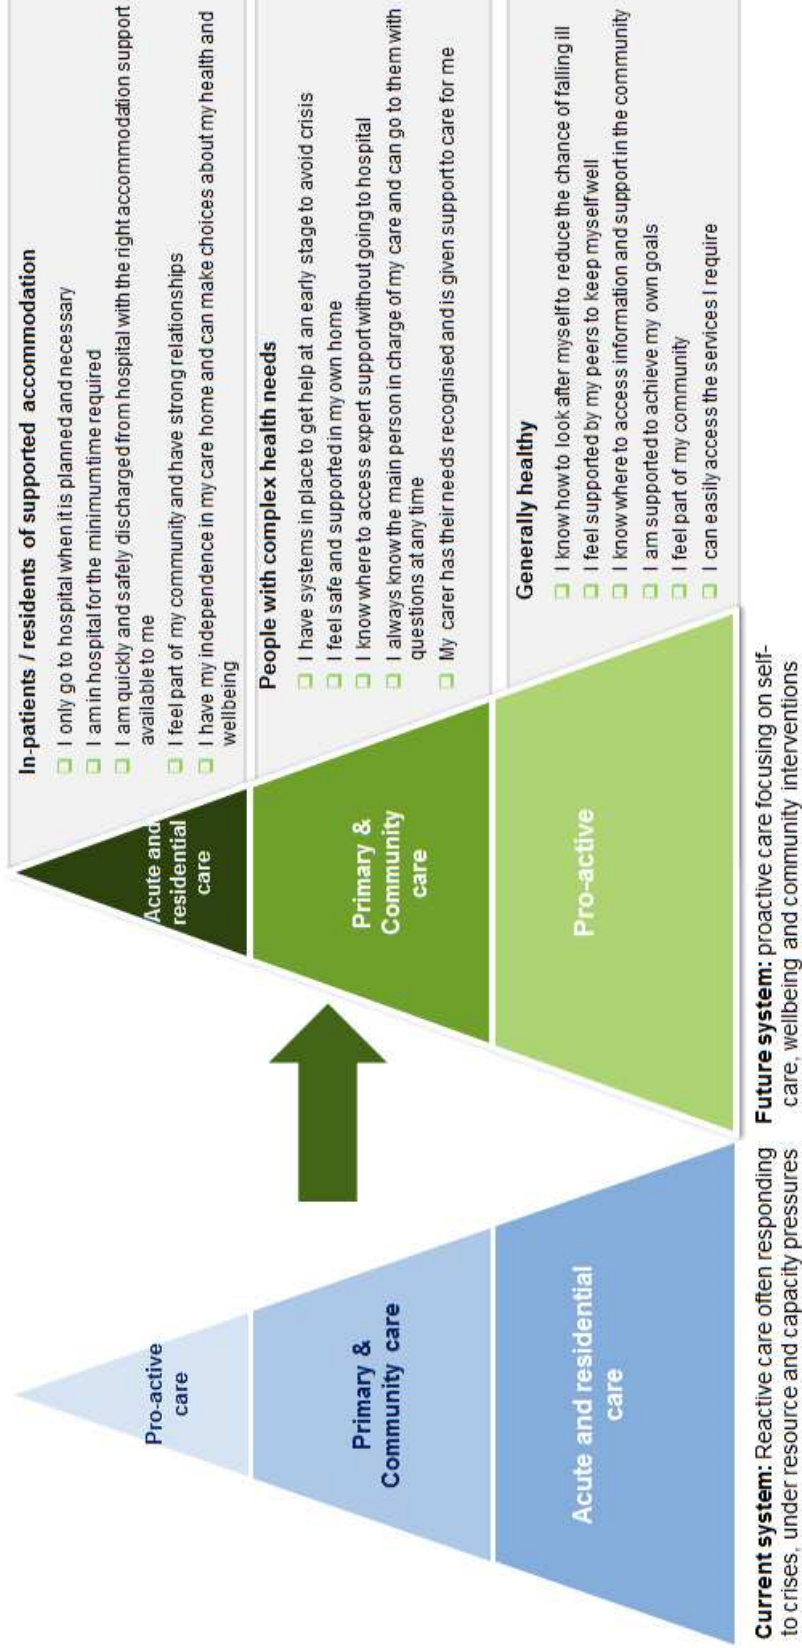 Pro-active
care
Primary &
Community care
Acute and residential
care
Current system: Reactive care often responding
to crises, under resource and capacity pressures
Acute and
residential
care
Primary &
Community
care
Pro-active
Future system: proactive care focusing on self-
care, wellbeing and community interventions
In-patients / residents of supported accommodation
I only go to hospital when it is planned and necessary
I am in hospital for the minimum time required
I am quickly and safely discharged from hospital with the right accommodation support
available to me
I feel part of my community and have strong relationships
I have my independence in my care home and can make choices about my health and
wellbeing
People with complex health needs
I have systems in place to get help at an early stage to avoid crisis
I feel safe and supported in my own home
I know where to access expert support without going to hospital
I always know the main person in charge of my care and can go to them with
questions at any time
My carer has their needs recognised and is given support to care for me
Generally healthy
I know how to look after myself to reduce the chance of falling ill
I feel supported by my peers to keep myself well
I know where to access information and support in the community
I am supported to achieve my own goals
I feel part of my community
I can easily access the services I require